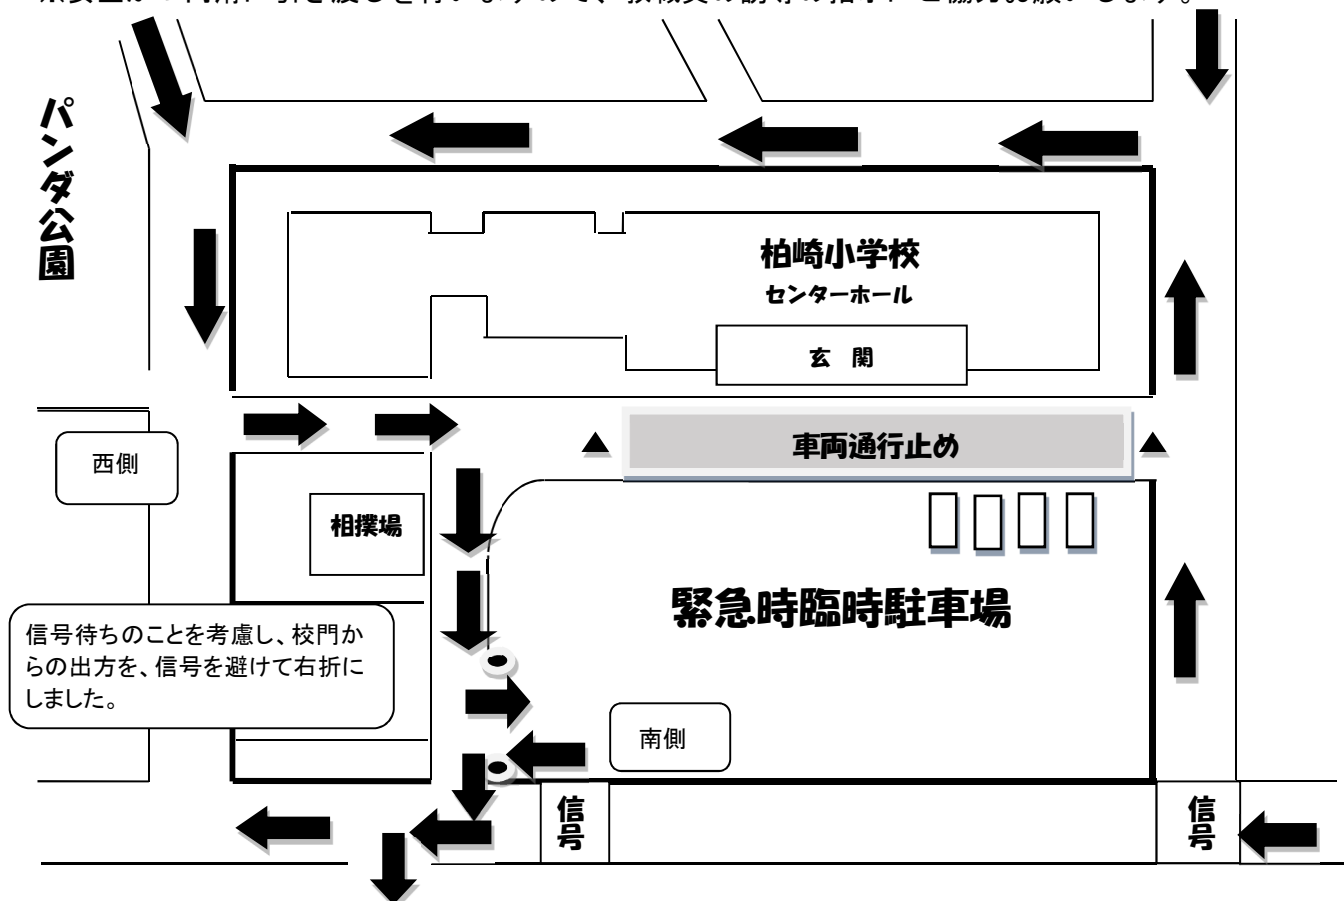 パンダ公園
柏崎小学校
センターホール
玄 関
車両通行止め
西側
相撲場
緊急時臨時駐車場
信号待ちのことを考慮し、校門か
らの出方を、信号を避けて右折に
しました。
南側
信号
信号